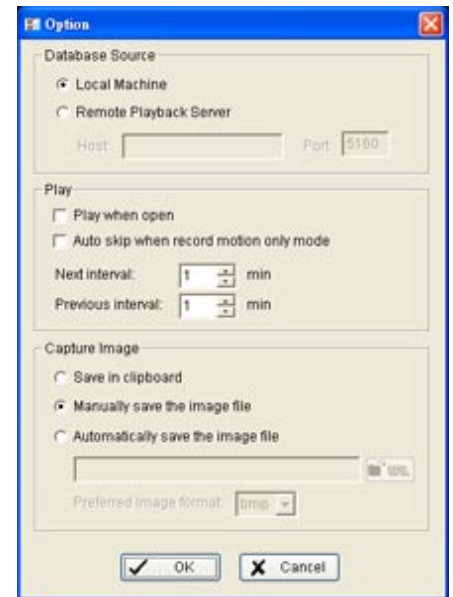 Option
Database Source
Local Machine
Remote Playback Server
Host: Port: 5160
Play
Play when open
Auto skip when record motion only mode
Next interval: 1 min
Previous interval: 1 min
Capture Image
Save in clipboard
Manually save the image file
Automatically save the image file
Preferred image format: bmp
OK Cancel